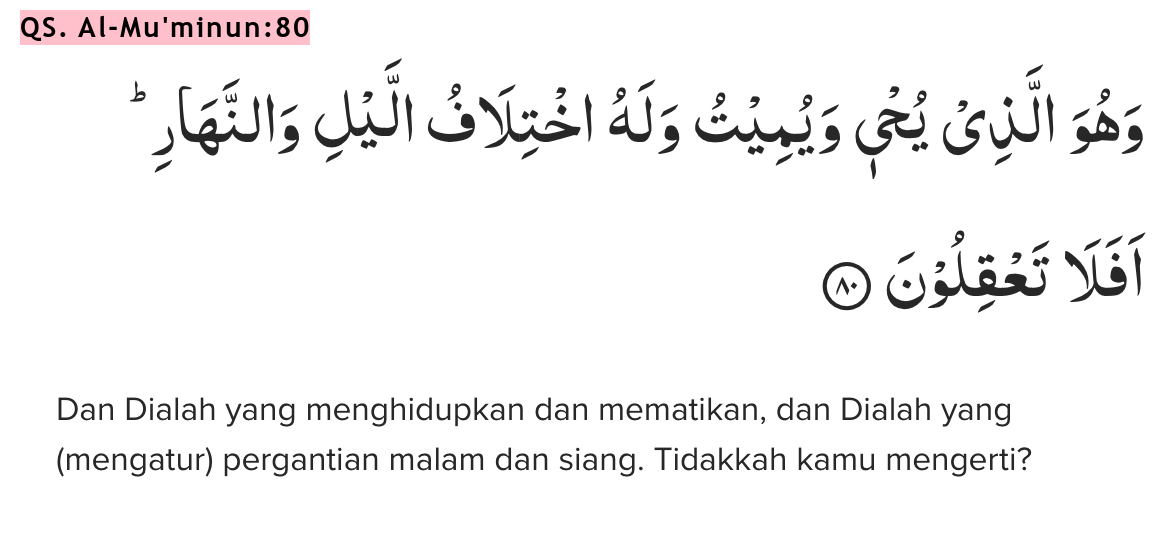 QS. Al-Mu'minun:80
وَهُوَ الَّذِيْ يُحْيٖ وَيُمِيْتُ وَلَهُ اخْتِلَافُ الَّيْلِ وَالنَّهَارِ ۗ
اَفَلَا تَعْقِلُوْنَ ٨٠
Dan Dialah yang menghidupkan dan mematikan, dan Dialah yang
(mengatur) pergantian malam dan siang. Tidakkah kamu mengerti?